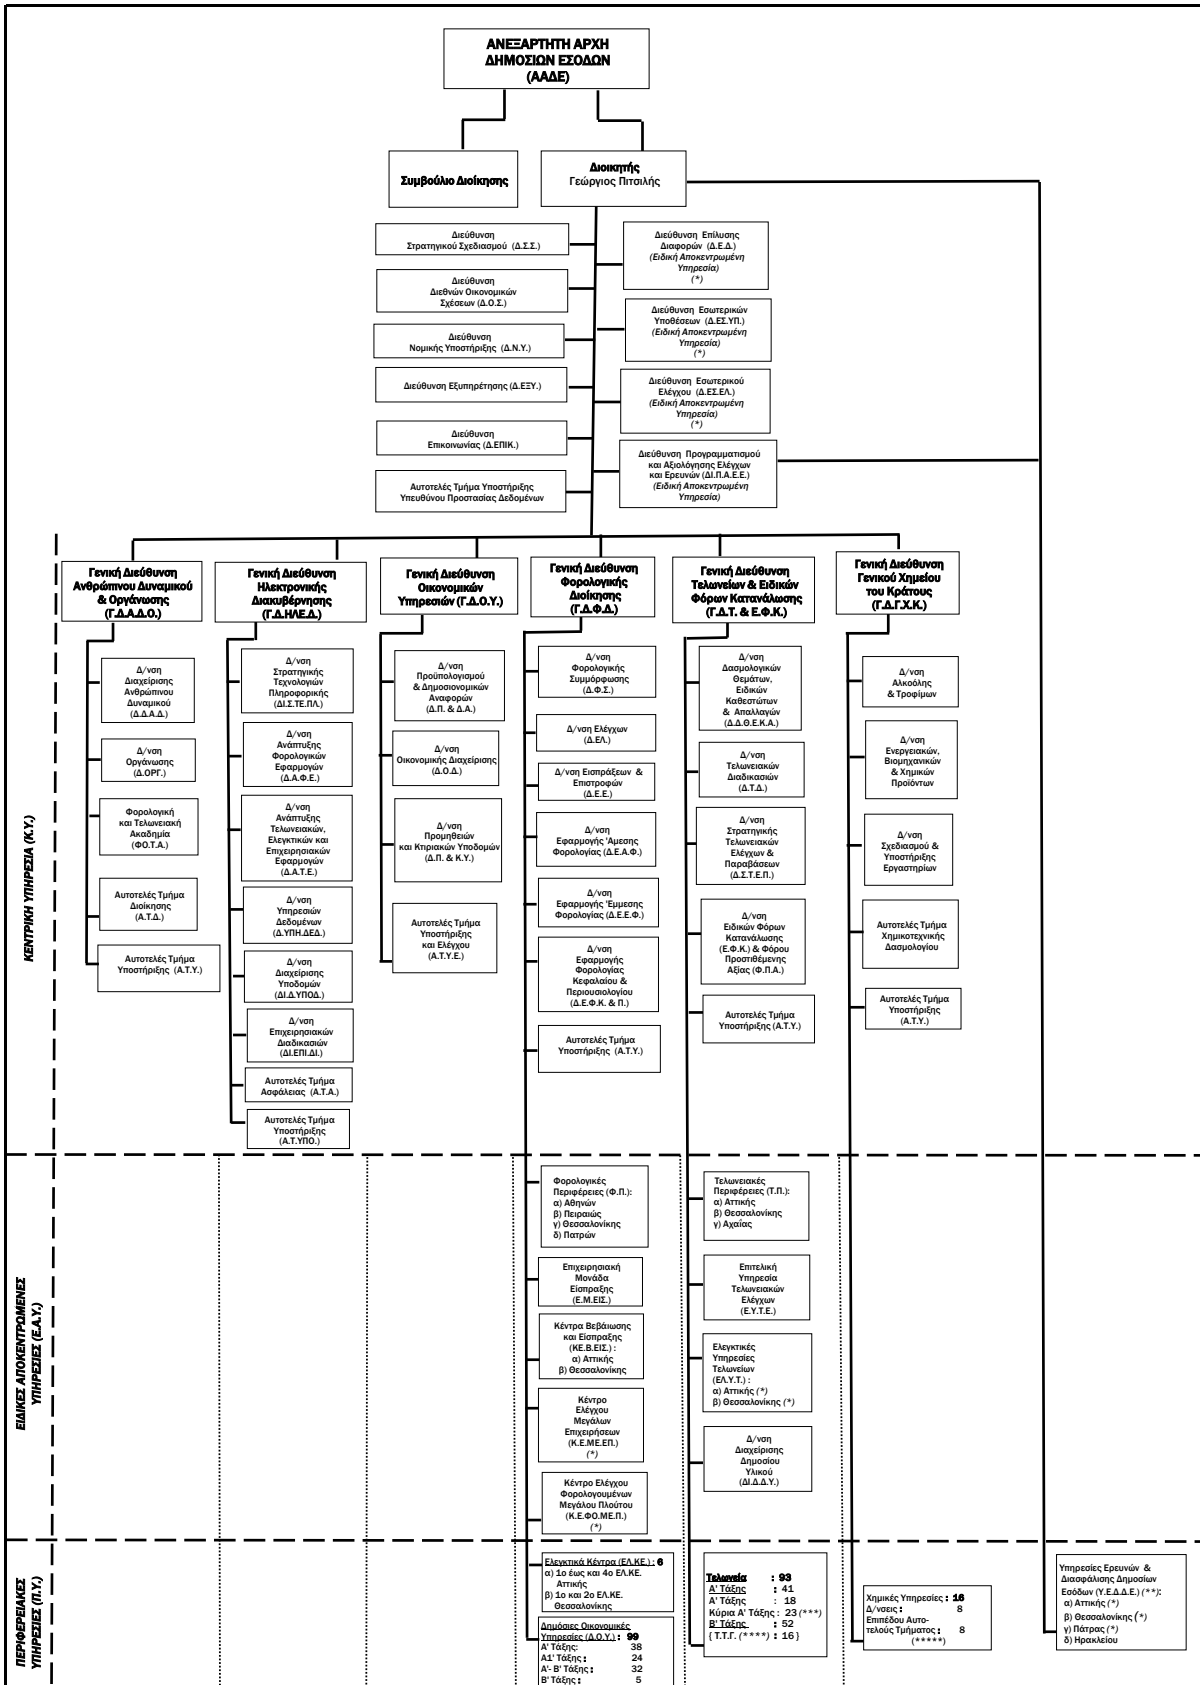 ΑΝΕΞΑΡΤΗΤΗ ΑΡΧΗ
ΔΗΜΟΣΙΩΝ ΕΣΟΔΩΝ
(ΑΑΔΕ)
Συμβούλιο Διοίκησης
Διοικητής
Γεώργιος Πιτσιλής
Διεύθυνση
Στρατηγικού Σχεδιασμού (Δ.Σ.Σ.)
Διεύθυνση
Διεθνών Οικονομικών
Σχέσεων (Δ.Ο.Σ.)
Διεύθυνση
Νομικής Υποστήριξης (Δ.Ν.Υ.)
Διεύθυνση Εξυπηρέτησης (Δ.ΕΞΥ.)
Διεύθυνση
Επικοινωνίας (Δ.ΕΠΙΚ.)
Αυτοτελές Τμήμα Υποστήριξης
Υπευθύνου Προστασίας Δεδομένων
Διεύθυνση Επίλυσης
Διαφορών (Δ.Ε.Δ.)
(Ειδική Αποκεντρωμένη
Υπηρεσία)
(*)
Διεύθυνση Εσωτερικών
Υποθέσεων (Δ.ΕΣ.ΥΠ.)
(Ειδική Αποκεντρωμένη
Υπηρεσία)
(*)
Διεύθυνση Εσωτερικού
Ελέγχου (Δ.ΕΣ.ΕΛ.)
(Ειδική Αποκεντρωμένη
Υπηρεσία)
(*)
Διεύθυνση Προγραμματισμού
και Αξιολόγησης Ελέγχων
και Ερευνών (ΔΙ.Π.Α.Ε.Ε.)
(Ειδική Αποκεντρωμένη
Υπηρεσία)
ΚΕΝΤΡΙΚΗ ΥΠΗΡΕΣΙΑ (Κ.Υ.)
Γενική Διεύθυνση
Ανθρώπινου Δυναμικού
& Οργάνωσης
(Γ.Δ.Α.Δ.Ο.)
Δ/νση
Διαχείρισης
Ανθρώπινου
Δυναμικού
(Δ.Δ.Α.Δ.)
Δ/νση
Οργάνωσης
(Δ.ΟΡΓ.)
Φορολογική
και Τελωνειακή
Ακαδημία
(ΦΟ.Τ.Α.)
Αυτοτελές Τμήμα
Διοίκησης
(Α.Τ.Δ.)
Αυτοτελές Τμήμα
Υποστήριξης (Α.Τ.Υ.)
Γενική Διεύθυνση
Ηλεκτρονικής
Διακυβέρνησης
(Γ.Δ.ΗΛΕ.Δ.)
Δ/νση
Στρατηγικής
Τεχνολογιών
Πληροφορικής
(ΔΙ.Σ.ΤΕ.ΠΛ.)
Δ/νση
Ανάπτυξης
Φορολογικών
Εφαρμογών
(Δ.Α.Φ.Ε.)
Δ/νση
Ανάπτυξης
Τελωνειακών,
Ελεγκτικών και
Επιχειρησιακών
Εφαρμογών
(Δ.Α.Τ.Ε.)
Δ/νση
Υπηρεσιών
Δεδομένων
(Δ.ΥΠΗ.ΔΕΔ.)
Δ/νση
Διαχείρισης
Υποδομών
(ΔΙ.Δ.ΥΠΟΔ.)
Δ/νση
Επιχειρησιακών
Διαδικασιών
(ΔΙ.ΕΠΙ.ΔΙ.)
Αυτοτελές Τμήμα
Ασφάλειας (Α.Τ.Α.)
Αυτοτελές Τμήμα
Υποστήριξης
(Α.Τ.ΥΠΟ.)
Γενική Διεύθυνση
Οικονομικών
Υπηρεσιών (Γ.Δ.Ο.Υ.)
Δ/νση
Προϋπολογισμού
& Δημοσιονομικών
Αναφορών
(Δ.Π. & Δ.Α.)
Δ/νση
Οικονομικής Διαχείρισης
(Δ.Ο.Δ.)
Δ/νση
Προμηθειών
και Κτιριακών Υποδομών
(Δ.Π. & Κ.Υ.)
Αυτοτελές Τμήμα
Υποστήριξης
και Ελέγχου
(Α.Τ.Υ.Ε.)
Γενική Διεύθυνση
Φορολογικής
Διοίκησης
(Γ.Δ.Φ.Δ.)
Δ/νση
Φορολογικής
Συμμόρφωσης
(Δ.Φ.Σ.)
Δ/νση Ελέγχων
(Δ.ΕΛ.)
Δ/νση Εισπράξεων &
Επιστροφών
(Δ.Ε.Ε.)
Δ/νση
Εφαρμογής 'Αμεσης
Φορολογίας (Δ.Ε.Α.Φ.)
Δ/νση
Εφαρμογής 'Εμμεσης
Φορολογίας (Δ.Ε.Ε.Φ.)
Δ/νση
Εφαρμογής
Φορολογίας
Κεφαλαίου &
Περιουσιολογίου
(Δ.Ε.Φ.Κ. & Π.)
Αυτοτελές Τμήμα
Υποστήριξης (Α.Τ.Υ.)
Γενική Διεύθυνση
Τελωνείων & Ειδικών
Φόρων Κατανάλωσης
(Γ.Δ.Τ. & Ε.Φ.Κ.)
Δ/νση
Δασμολογικών
Θεμάτων,
Ειδικών
Καθεστώτων
& Απαλλαγών
(Δ.Δ.Θ.Ε.Κ.Α.)
Δ/νση
Τελωνειακών
Διαδικασιών
(Δ.Τ.Δ.)
Δ/νση
Στρατηγικής
Τελωνειακών
Ελέγχων &
Παραβάσεων
(Δ.Σ.Τ.Ε.Π.)
Δ/νση
Ειδικών Φόρων
Κατανάλωσης
(Ε.Φ.Κ.) & Φόρου
Προστιθέμενης
Αξίας (Φ.Π.Α.)
Αυτοτελές Τμήμα
Υποστήριξης (Α.Τ.Υ.)
Γενική Διεύθυνση
Γενικού Χημείου
του Κράτους
(Γ.Δ.Γ.Χ.Κ.)
Δ/νση
Αλκοόλης
& Τροφίμων
Δ/νση
Ενεργειακών,
Βιομηχανικών
& Χημικών
Προϊόντων
Δ/νση
Σχεδιασμού &
Υποστήριξης
Εργαστηρίων
Αυτοτελές Τμήμα
Χημικοτεχνικής
Δασμολογίου
Αυτοτελές Τμήμα
Υποστήριξης
(Α.Τ.Υ.)
ΕΙΔΙΚΕΣ ΑΠΟΚΕΝΤΡΩΜΕΝΕΣ
ΥΠΗΡΕΣΙΕΣ (Ε.Α.Υ.)
Φορολογικές
Περιφέρειες (Φ.Π.):
α) Αθηνών
β) Πειραιώς
γ) Θεσσαλονίκης
δ) Πατρών
Επιχειρησιακή
Μονάδα
Είσπραξης
(Ε.Μ.ΕΙΣ.)
Κέντρα Βεβαίωσης
και Είσπραξης
(ΚΕ.Β.ΕΙΣ.) :
α) Αττικής
β) Θεσσαλονίκης
Κέντρο
Ελέγχου
Μεγάλων
Επιχειρήσεων
(Κ.Ε.ΜΕ.ΕΠ.)
(*)
Κέντρο Ελέγχου
Φορολογουμένων
Μεγάλου Πλούτου
(Κ.Ε.ΦΟ.ΜΕ.Π.)
(*)
Τελωνειακές
Περιφέρειες (Τ.Π.):
α) Αττικής
β) Θεσσαλονίκης
γ) Αχαΐας
Επιτελική
Υπηρεσία
Τελωνειακών
Ελέγχων
(Ε.Υ.Τ.Ε.)
Ελεγκτικές
Υπηρεσίες
Τελωνείων
(ΕΛ.Υ.Τ.) :
α) Αττικής (*)
β) Θεσσαλονίκης (*)
Δ/νση
Διαχείρισης
Δημοσίου
Υλικού
(ΔΙ.Δ.Δ.Υ.)
ΠΕΡΙΦΕΡΕΙΑΚΕΣ
ΥΠΗΡΕΣΙΕΣ (Π.Υ.)
Ελεγκτικά Κέντρα (ΕΛ.ΚΕ.) : 6
α) 1ο έως και 4ο ΕΛ.ΚΕ.
Αττικής
β) 1ο και 2ο ΕΛ.ΚΕ.
Θεσσαλονίκης
Δημόσιες Οικονομικές
Υπηρεσίες (Δ.Ο.Υ.) : 99
Α' Τάξης: 38
Α1' Τάξης : 24
Α'- Β' Τάξης : 32
Β' Τάξης : 5
Τελωνεία : 93
Α' Τάξης : 41
Α' Τάξης : 18
Κύρια Α' Τάξης : 23 (***)
Β' Τάξης : 52
{ Τ.Τ.Γ. (****) : 16 }
Χημικές Υπηρεσίες : 16
Δ/νσεις : 8
Επιπέδου Αυτο-
τελούς Τμήματος : 8
(*****)
Υπηρεσίες Ερευνών &
Διασφάλισης Δημοσίων
Εσόδων (Υ.Ε.Δ.Δ.Ε.) (**):
α) Αττικής (*)
β) Θεσσαλονίκης (*)
γ) Πάτρας (*)
δ) Ηρακλείου